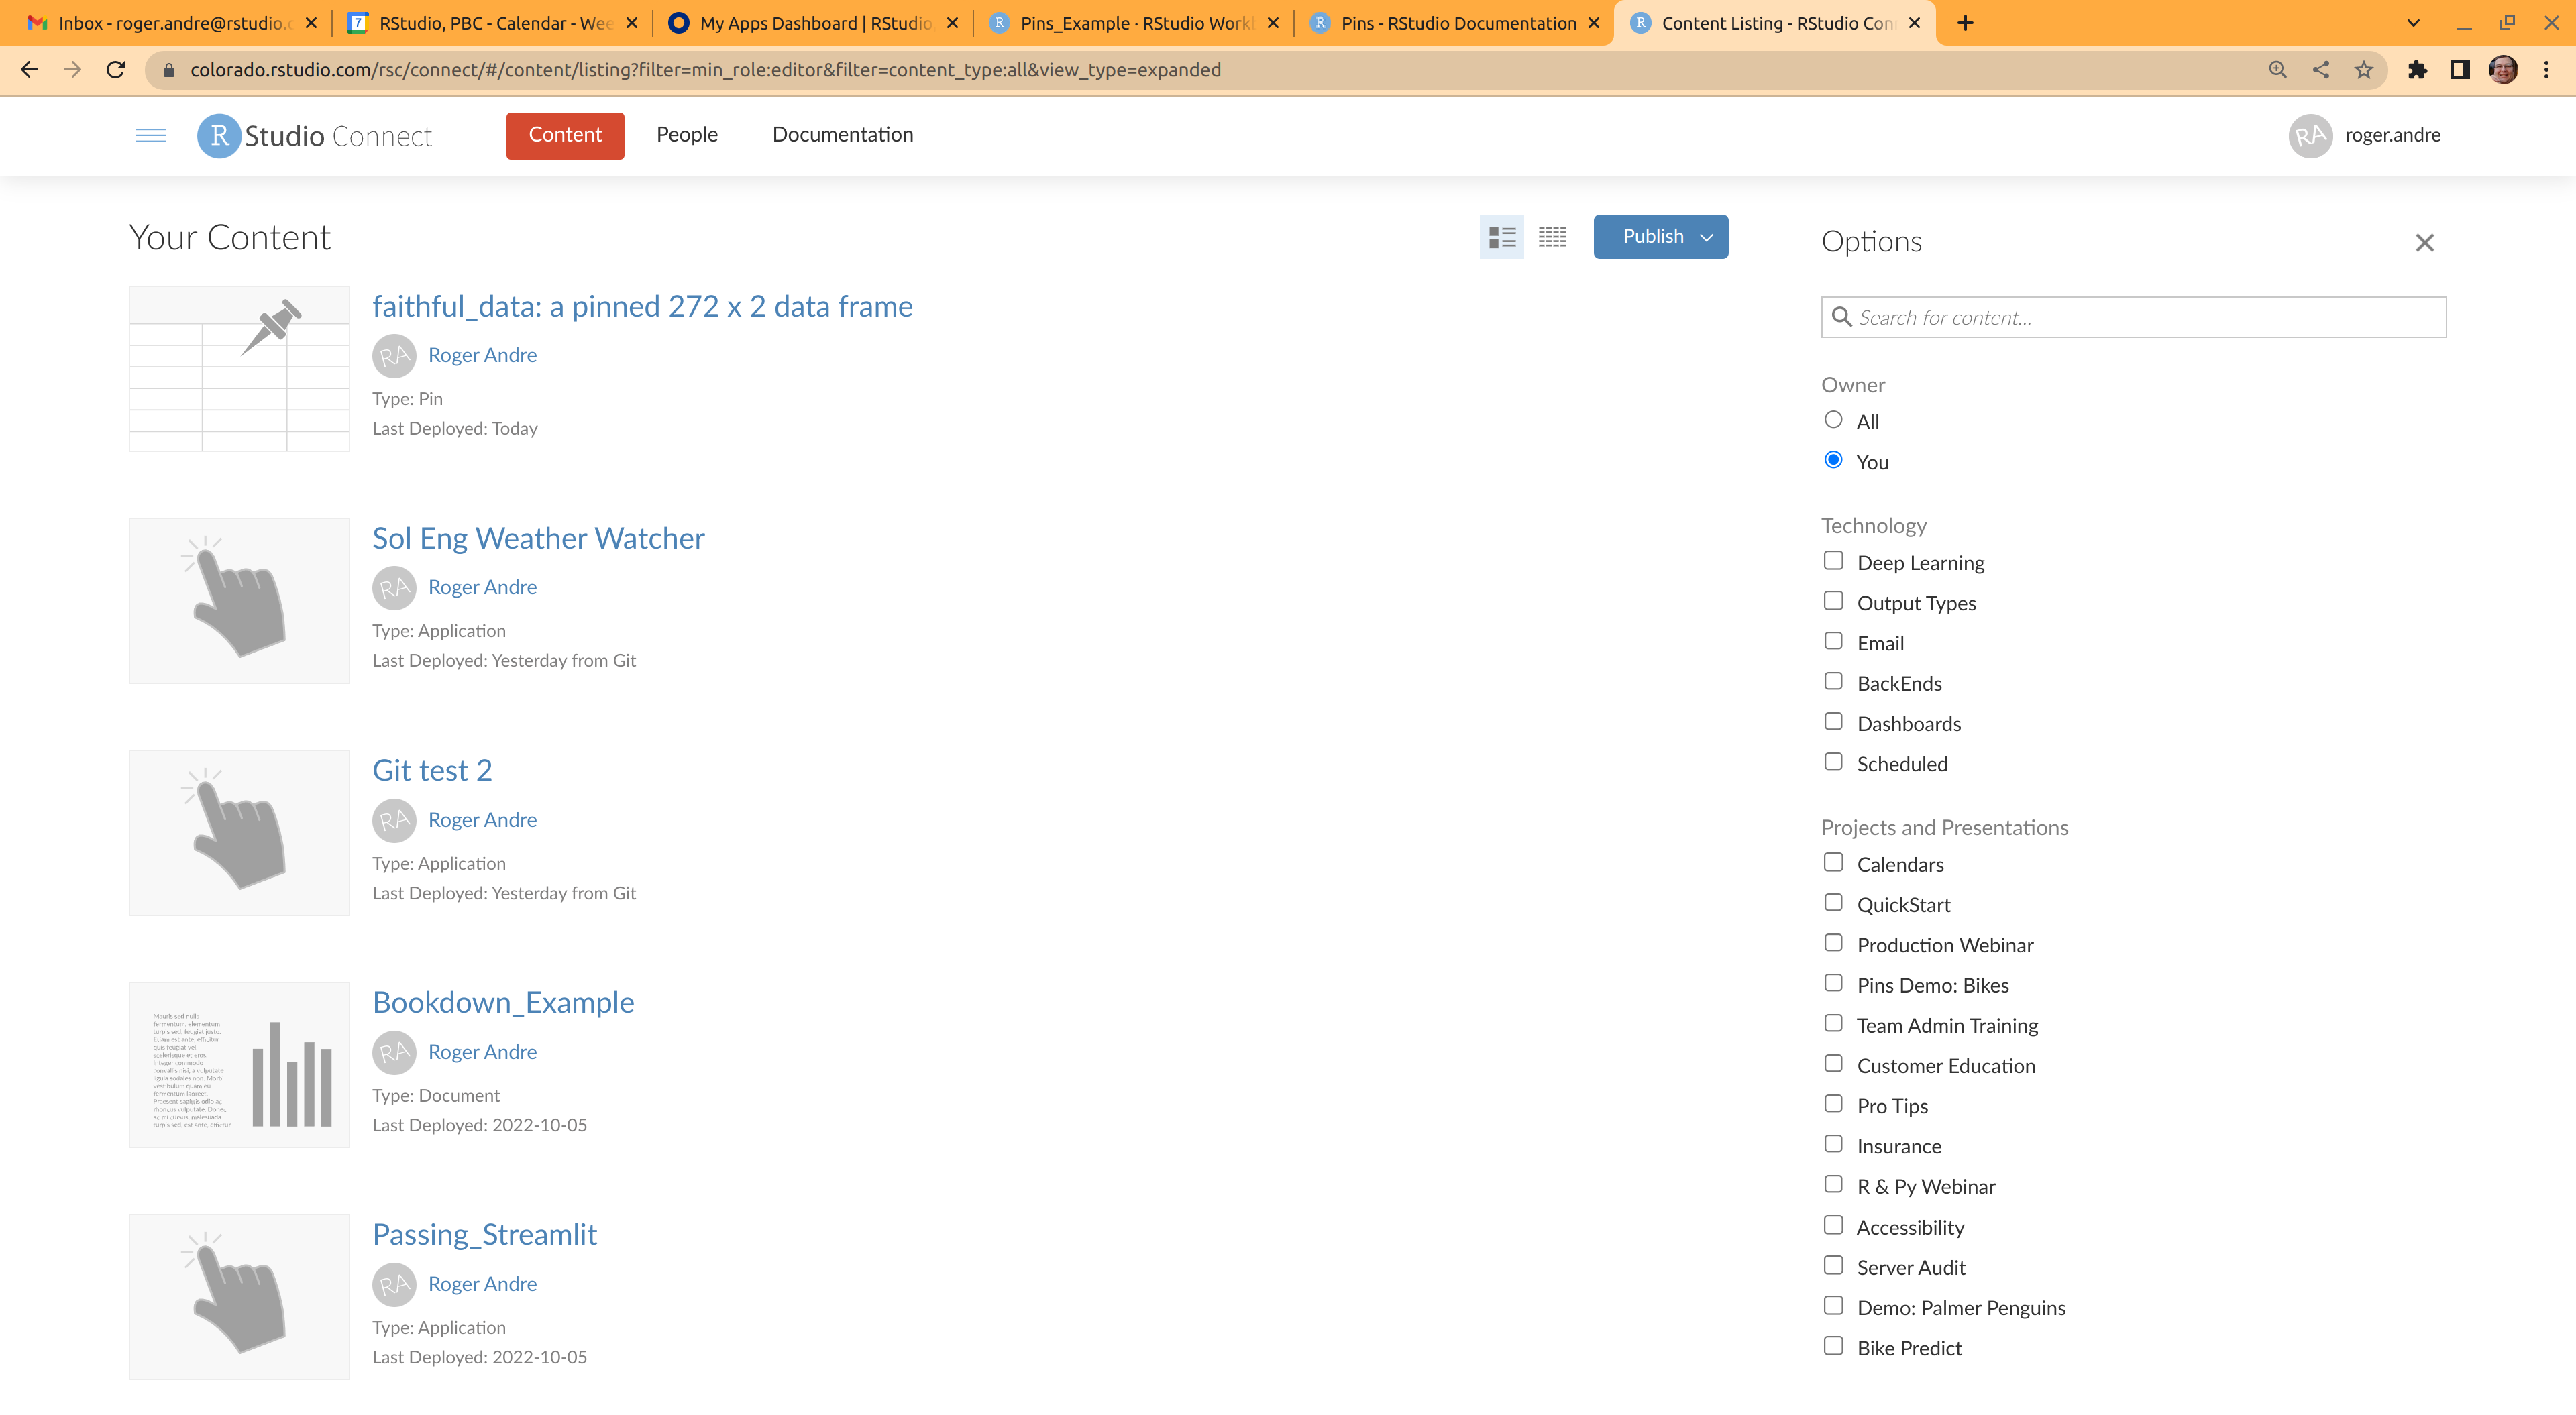 Inbox - roger.andre@rstudio.c
RStudio, PBC - Calendar - Wee
My Apps Dashboard | RStudio
Pins_Example · RStudio Work
Pins - RStudio Documentation
Content Listing - RStudio Con
colorado.rstudio.com/rsc/connect/#/content/listing?filter=min_role:editor&filter=content_type:all&view_type=expanded
R Studio Connect
Content
People
Documentation
RA
roger.andre
Your Content
Publish
faithful_data: a pinned 272 x 2 data frame
RA
Roger Andre
Type: Pin
Last Deployed: Today
Sol Eng Weather Watcher
RA
Roger Andre
Type: Application
Last Deployed: Yesterday from Git
Git test 2
RA
Roger Andre
Type: Application
Last Deployed: Yesterday from Git
Bookdown_Example
RA
Roger Andre
Type: Document
Last Deployed: 2022-10-05
Passing_Streamlit
RA
Roger Andre
Type: Application
Last Deployed: 2022-10-05
Options
Search for content...
Owner
All
You
Technology
Deep Learning
Output Types
Email
BackEnds
Dashboards
Scheduled
Projects and Presentations
Calendars
QuickStart
Production Webinar
Pins Demo: Bikes
Team Admin Training
Customer Education
Pro Tips
Insurance
R & Py Webinar
Accessibility
Server Audit
Demo: Palmer Penguins
Bike Predict